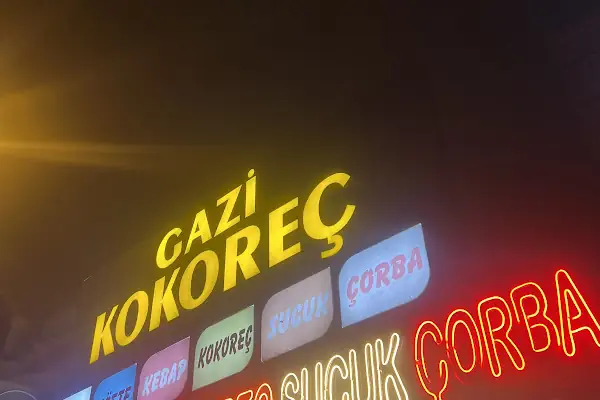 GAZİ
KOKOREÇ
KEBAP KOKOREÇ SUCUK ÇORBA
SUCUK ÇORBA